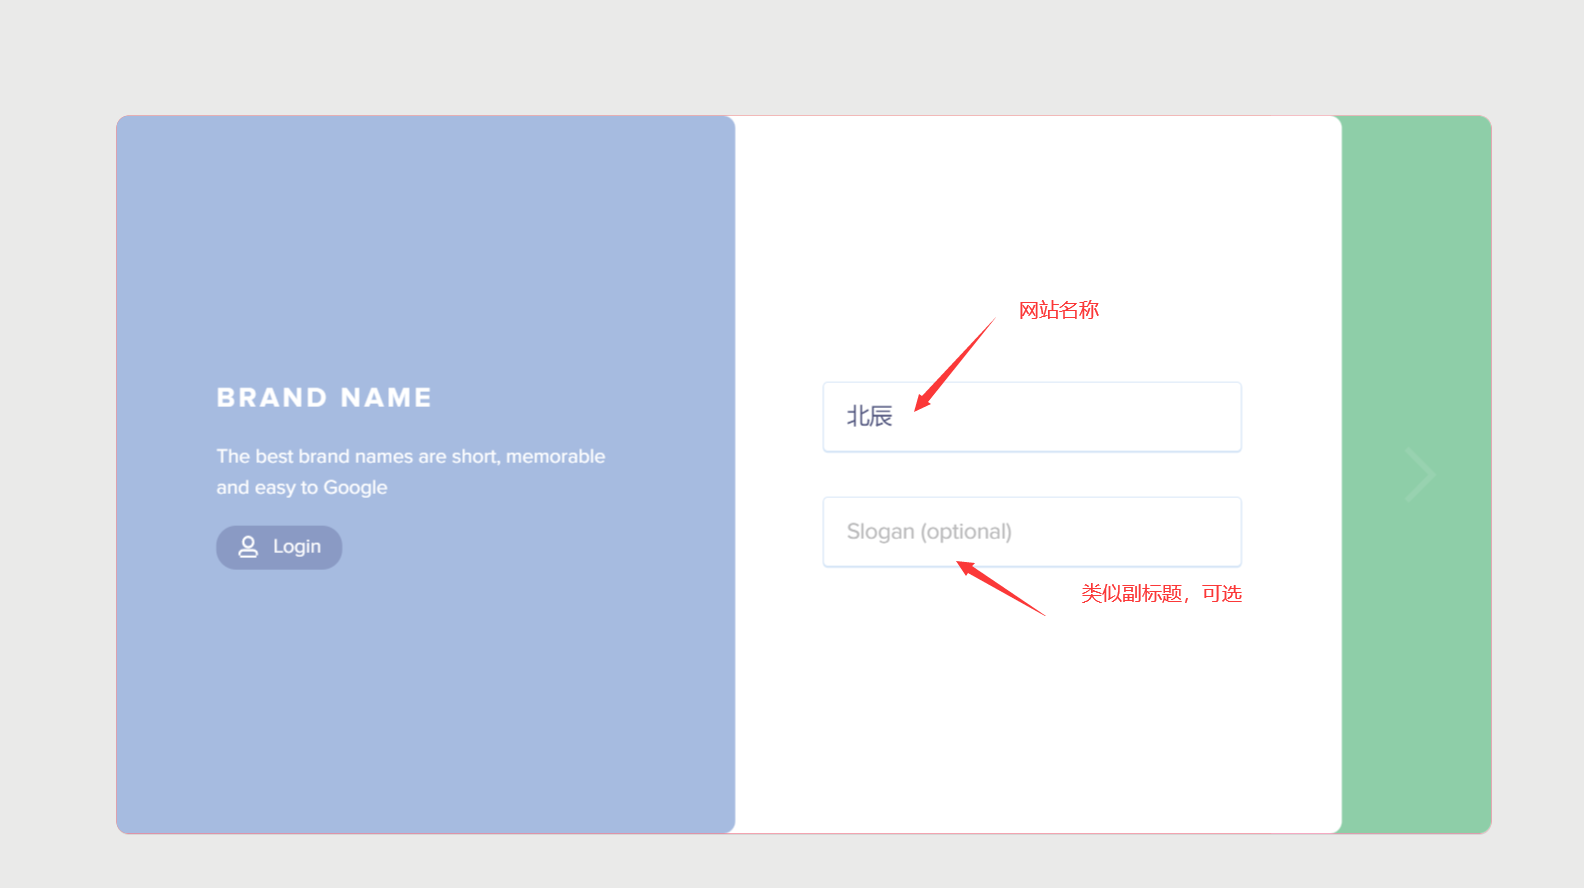 网站名称
BRAND NAME
北辰
The best brand names are short, memorable
and easy to Google
Slogan (optional)
Login
类似副标题，可选